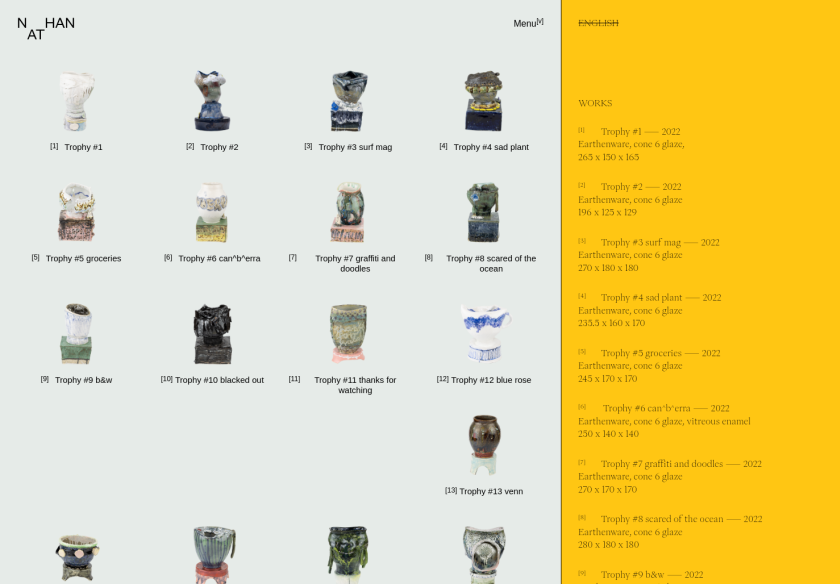 N HAN
AT
Menu[v]
[1] Trophy #1
[2] Trophy #2
[3] Trophy #3 surf mag
[4] Trophy #4 sad plant
[5] Trophy #5 groceries
[6] Trophy #6 can^b^erra
[7] Trophy #7 graffiti and
doodles
[8] Trophy #8 scared of the
ocean
[9] Trophy #9 b&w
[10] Trophy #10 blacked out
[11] Trophy #11 thanks for
watching
[12] Trophy #12 blue rose
[13] Trophy #13 venn
ENGLISH
WORKS
[1] Trophy #1 —– 2022
Earthenware, cone 6 glaze,
265 x 150 x 165
[2] Trophy #2 —– 2022
Earthenware, cone 6 glaze
196 x 125 x 129
[3] Trophy #3 surf mag —– 2022
Earthenware, cone 6 glaze
270 x 180 x 180
[4] Trophy #4 sad plant —– 2022
Earthenware, cone 6 glaze
235.5 x 160 x 170
[5] Trophy #5 groceries —– 2022
Earthenware, cone 6 glaze
245 x 170 x 170
[6] Trophy #6 can^b^erra —– 2022
Earthenware, cone 6 glaze, vitreous enamel
250 x 140 x 140
[7] Trophy #7 graffiti and doodles —– 2022
Earthenware, cone 6 glaze
270 x 170 x 170
[8] Trophy #8 scared of the ocean —– 2022
Earthenware, cone 6 glaze
280 x 180 x 180
[9] Trophy #9 b&w —– 2022